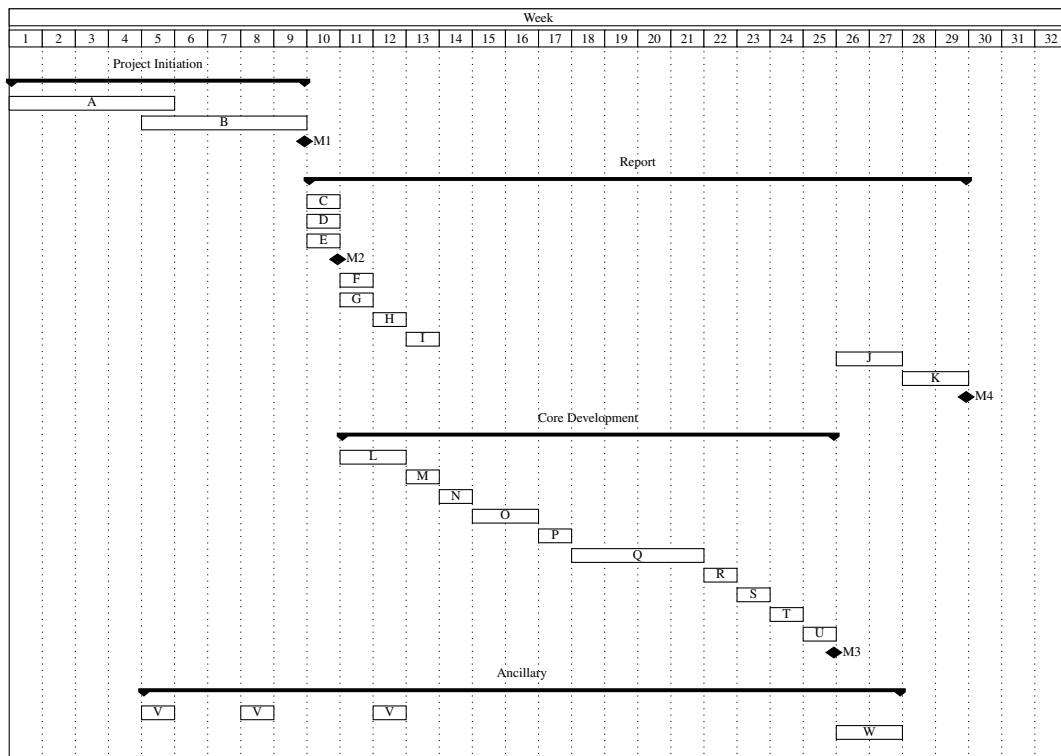 Week
1 2 3 4 5 6 7 8 9 10 11 12 13 14 15 16 17 18 19 20 21 22 23 24 25 26 27 28 29 30 31 32
Project Initiation
A
B
M1
Report
C
D
E
M2
F
G
H
I
J
K
M4
Core Development
L
M
N
O
P
Q
R
S
T
U
M3
Ancillary
V V V
W